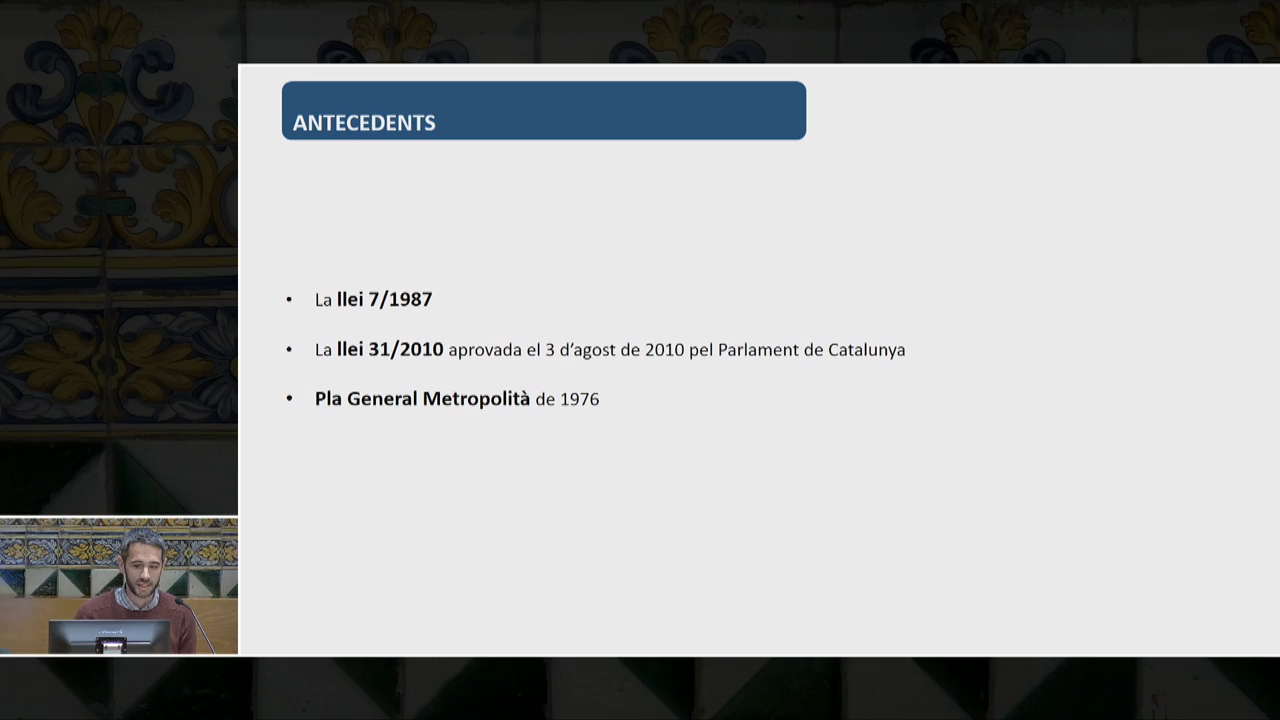 ANTECEDENTS
• La llei 7/1987
• La llei 31/2010 aprovada el 3 d'agost de 2010 pel Parlament de Catalunya
• Pla General Metropolità de 1976